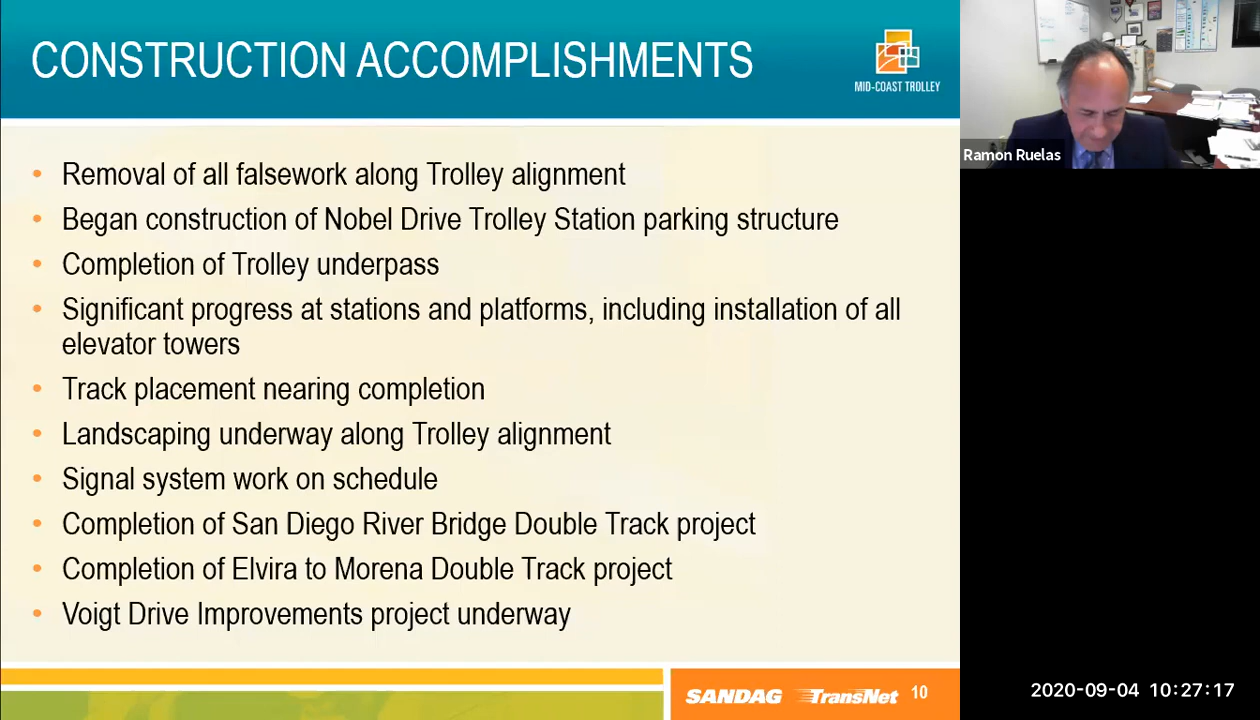 CONSTRUCTION ACCOMPLISHMENTS
MID-COAST TROLLEY
Ramon Ruelas
• Removal of all falsework along Trolley alignment
• Began construction of Nobel Drive Trolley Station parking structure
• Completion of Trolley underpass
• Significant progress at stations and platforms, including installation of all
elevator towers
• Track placement nearing completion
• Landscaping underway along Trolley alignment
• Signal system work on schedule
• Completion of San Diego River Bridge Double Track project
• Completion of Elvira to Morena Double Track project
• Voigt Drive Improvements project underway
SANDAG TransNet 10
2020-09-04 10:27:17